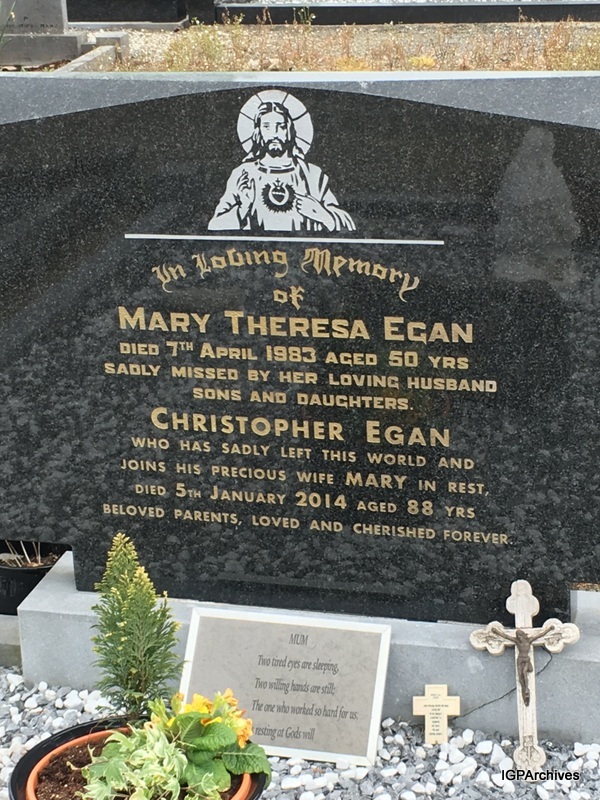 In Loving Memory
of
MARY THERESA EGAN
DIED 7TH APRIL 1983 AGED 50 YRS
SADLY MISSED BY HER LOVING HUSBAND
SONS AND DAUGHTERS.
CHRISTOPHER EGAN
WHO HAS SADLY LEFT THIS WORLD AND
JOINS HIS PRECIOUS WIFE MARY IN REST,
DIED 5TH JANUARY 2014 AGED 88 YRS
BELOVED PARENTS, LOVED AND CHERISHED FOREVER.
MUM
Two tired eyes are sleeping,
Two willing hands are still;
The one who worked so hard for us.
resting at Gods will
IGPArchives